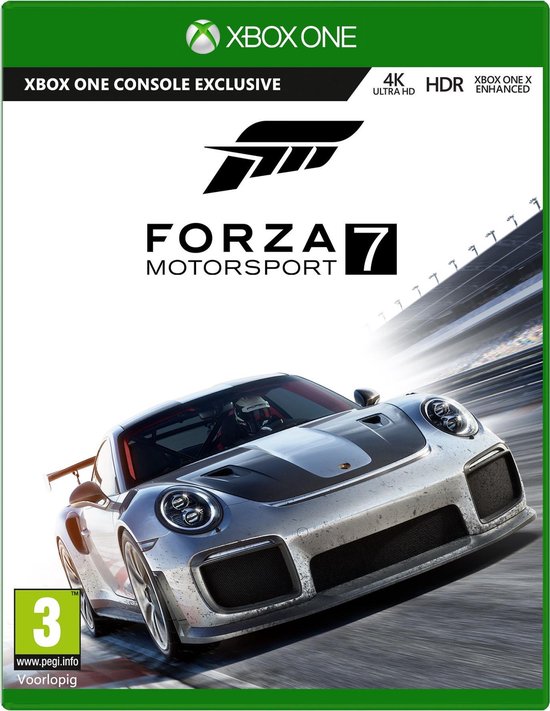 XBOX ONE
XBOX ONE CONSOLE EXCLUSIVE
4K
ULTRA HD
HDR
XBOX ONE X
ENHANCED
FORZA
MOTORSPORT 7
3
TM
www.pegi.info
Voorlopig